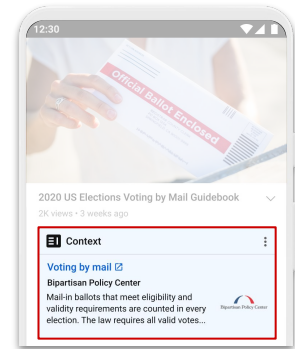 12:30
Official Ballot Enclosed
2020 US Elections Voting by Mail Guidebook
2K views • 3 weeks ago
Context
Voting by mail
Bipartisan Policy Center
Mail-in ballots that meet eligibility and
validity requirements are counted in every
election. The law requires all valid votes...
Bipartisan Policy Center